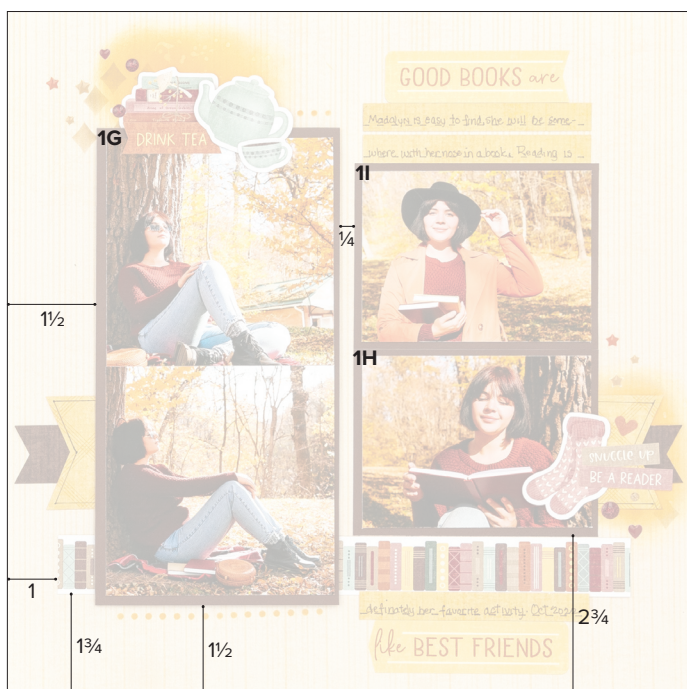 GOOD BOOKS are
Madalyn is easy to find, she will be some-
1G
DRINK TEA
where with her nose in a book. Reading is
1I
¼
1½
1H
SNUGGLE UP
BE A READER
1
definately her favorite activity. Oct 2024
2¾
1¾
1½
like BEST FRIENDS